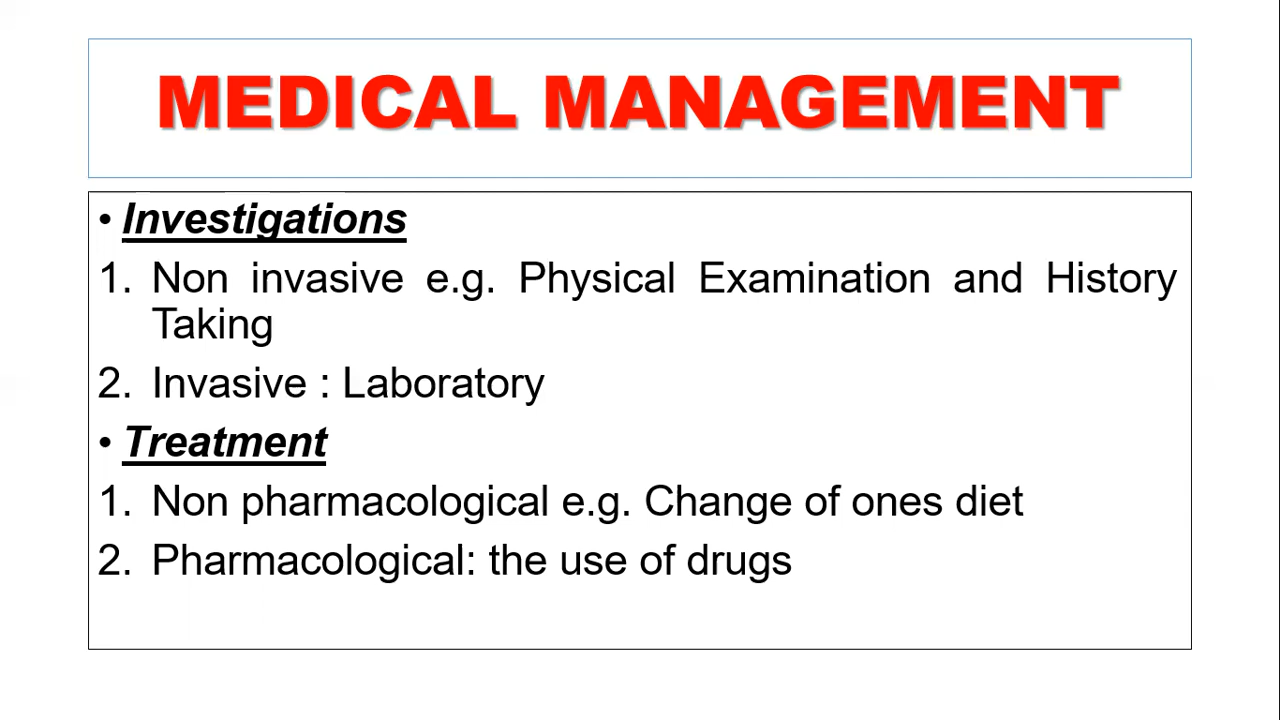 MEDICAL MANAGEMENT
• Investigations
1. Non invasive e.g. Physical Examination and History
Taking
2. Invasive : Laboratory
• Treatment
1. Non pharmacological e.g. Change of ones diet
2. Pharmacological: the use of drugs